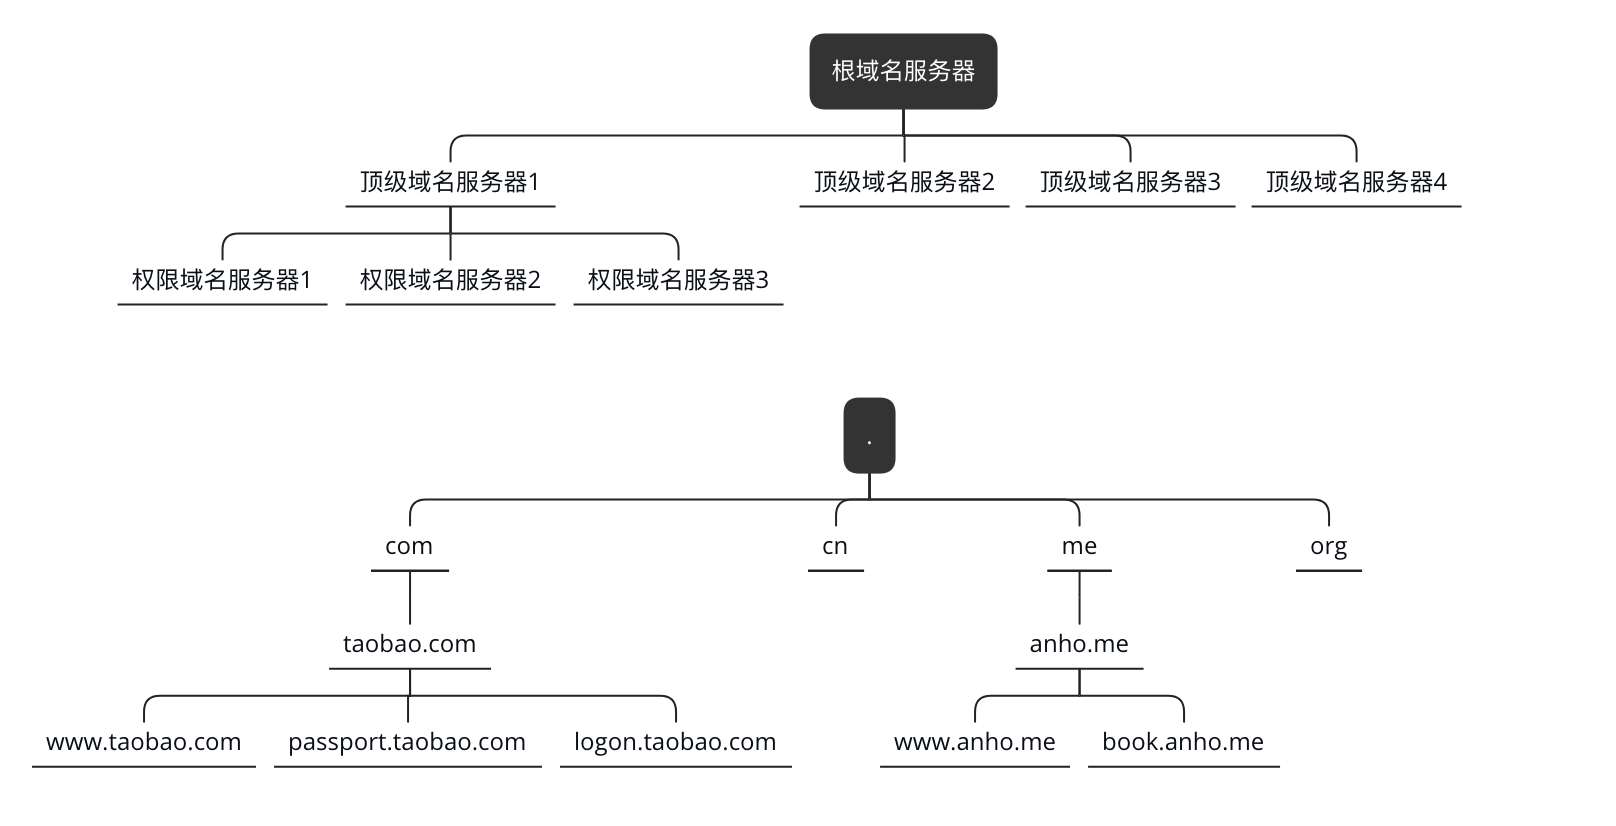 根域名服务器
顶级域名服务器1 顶级域名服务器2 顶级域名服务器3 顶级域名服务器4
权限域名服务器1 权限域名服务器2 权限域名服务器3
.
com cn me org
taobao.com anho.me
www.taobao.com passport.taobao.com logon.taobao.com www.anho.me book.anho.me